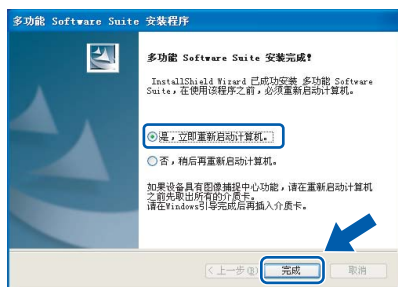 多功能 Software Suite 安装程序
多功能 Software Suite 安装完成!
InstallShield Wizard 已成功安装 多功能 Software
Suite,在使用该程序之前,必须重新启动计算机。
是,立即重新启动计算机。
否,稍后再重新启动计算机。
如果设备具有图像捕捉中心功能,请在重新启动计算机
之前先取出所有的介质卡。
请在Windows引导完成后再插入介质卡。
<上一步(B) 完成 取消